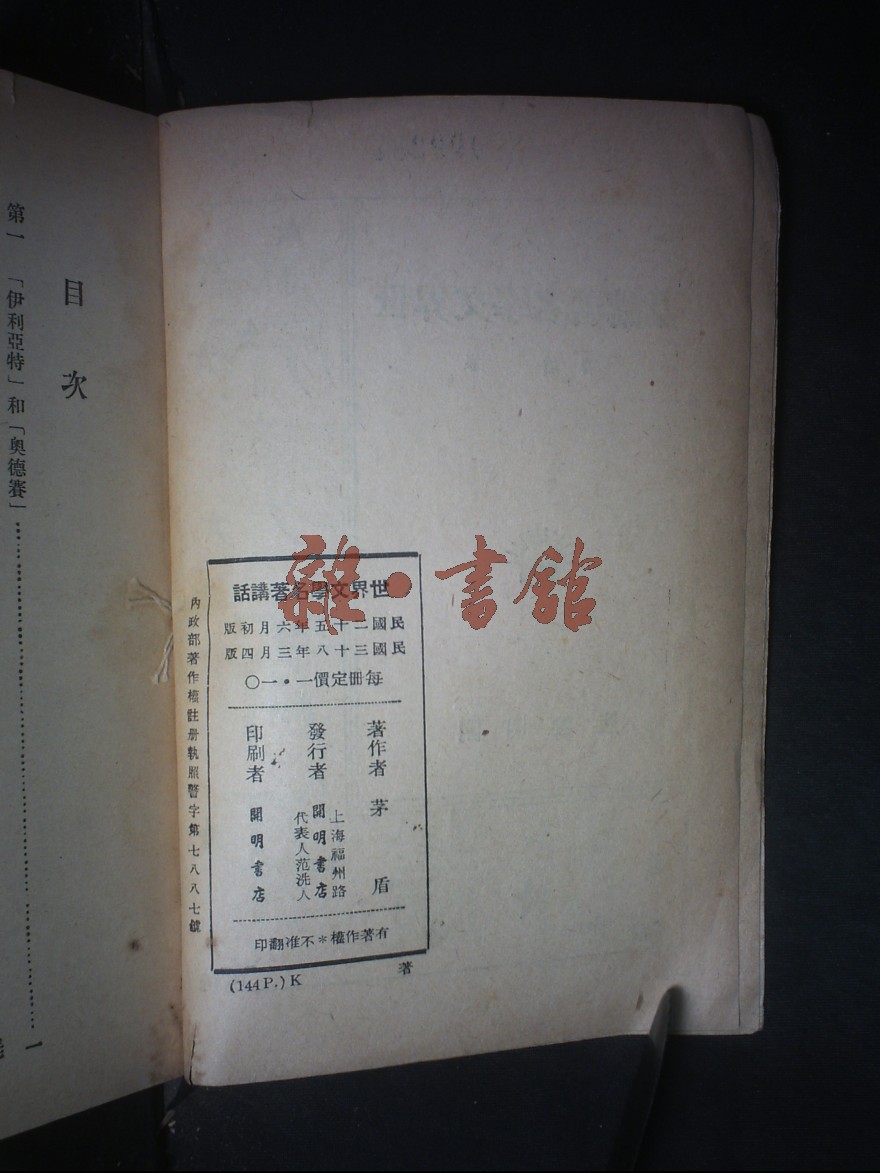 世界文學名著講話
民國二十五年六月初版
民國三十八年三月四版
每冊定價一·一〇
著作者 茅盾
發行者
上海福州路
開明書店
代表人范洗人
印刷者 開明書店
有著作權＊不准翻印
(144P.) K
著
內政部著作權註册執照警字第七八八七號
目次
第一 「伊利亞特」和「奧德賽」……………………一
雜·書館